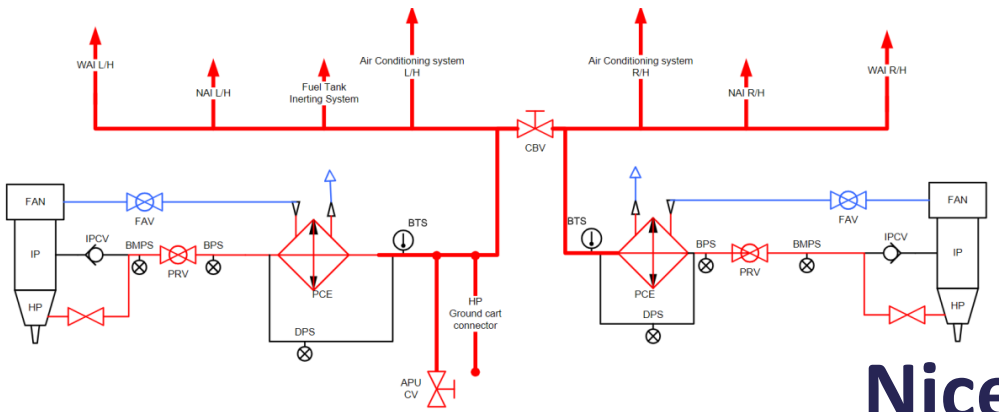 WAI L/H
NAI L/H
Fuel Tank
Inerting System
Air Conditioning system
L/H
Air Conditioning system
R/H
NAI R/H
WAI R/H
CBV
FAN
FAV
IP
IPCV
BMPS
PRV
BPS
HP
PCE
DPS
BTS
HP
Ground cart
connector
APU
CV
BTS
PCE
DPS
BPS
PRV
BMPS
FAV
IPCV
FAN
IP
HP
Nice